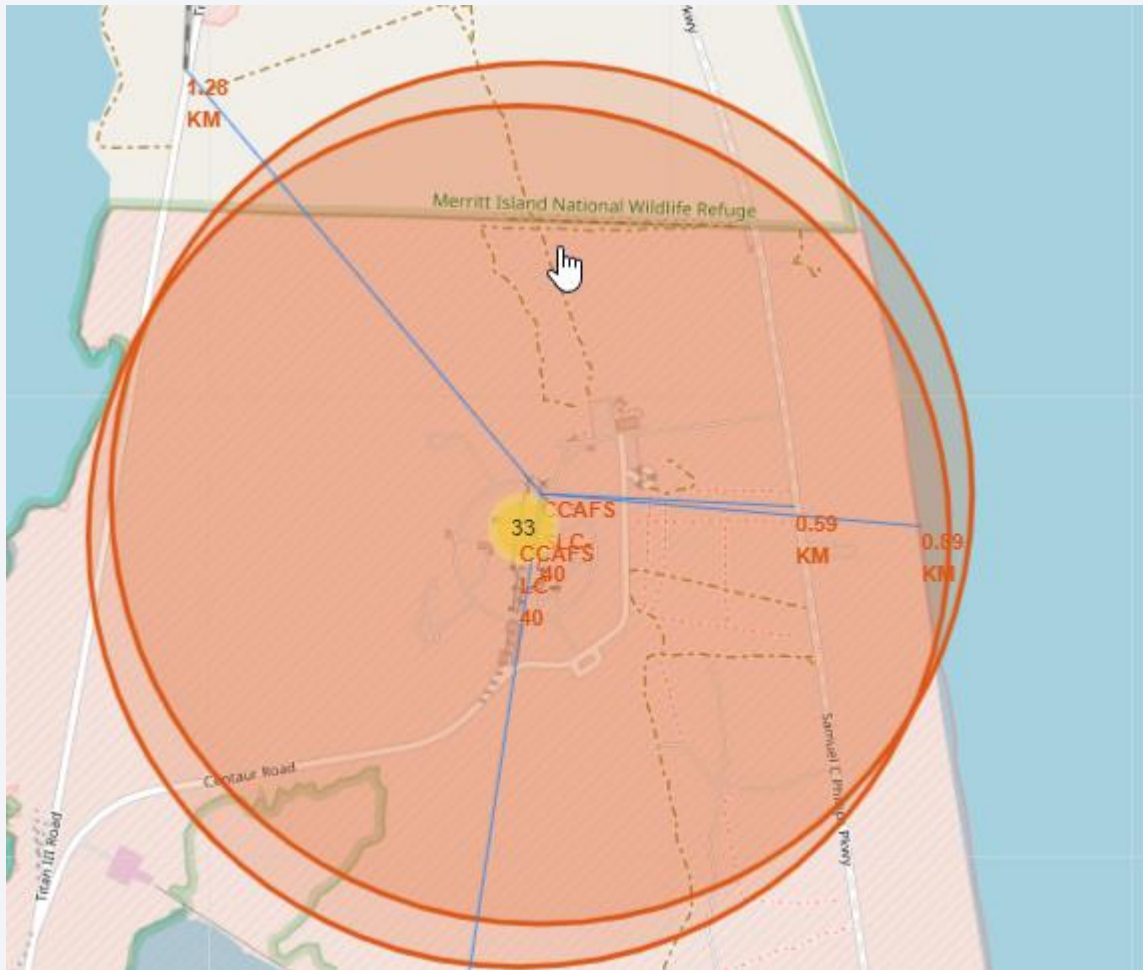 1.28
KM
Merritt Island National Wildlife Refuge
33
CCAFS
SLC-
40
CCAFS
LC-
40
0.59
KM
0.89
KM
Centaur Road
Titan III Road
Samuel C Phillips Pkwy